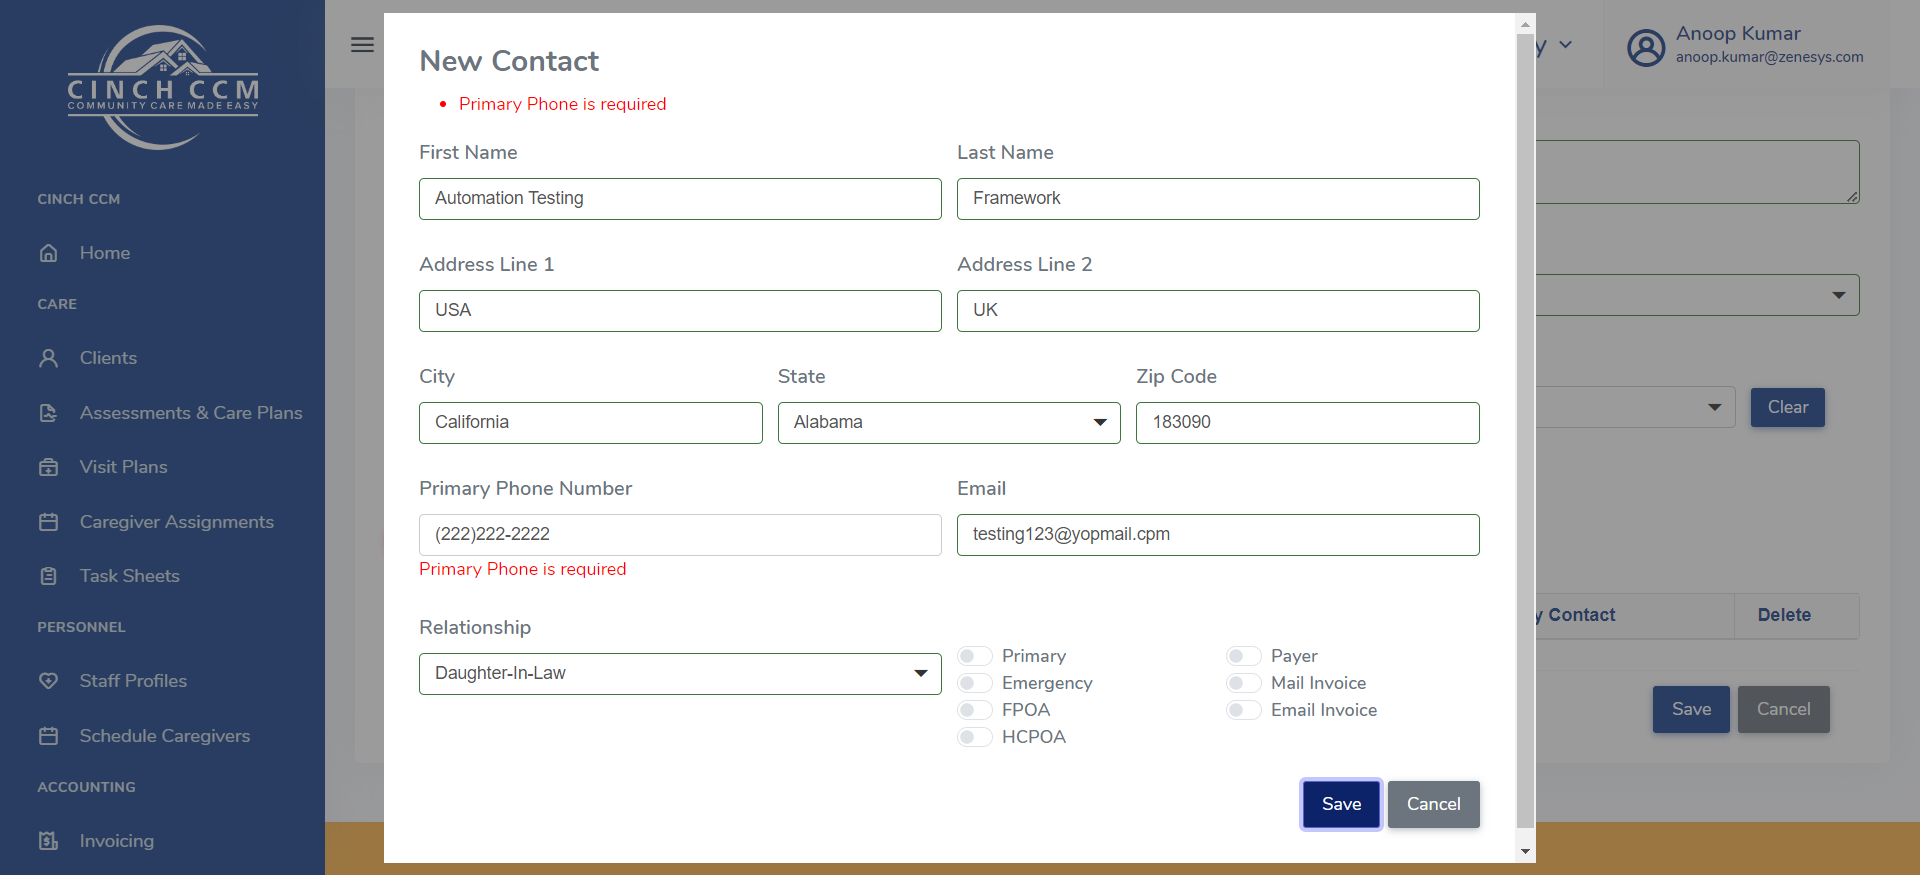 CINCH CCM
COMMUNITY CARE MADE EASY
CINCH CCM
Home
CARE
Clients
Assessments & Care Plans
Visit Plans
Caregiver Assignments
Task Sheets
PERSONNEL
Staff Profiles
Schedule Caregivers
ACCOUNTING
Invoicing
y
Anoop Kumar
anoop.kumar@zenesys.com
New Contact
Primary Phone is required
First Name Last Name
Automation Testing Framework
Address Line 1 Address Line 2
USA UK
City State Zip Code
California Alabama 183090
Primary Phone Number Email
(222)222-2222 testing123@yopmail.cpm
Primary Phone is required
Relationship
Daughter-In-Law
Primary Payer
Emergency Mail Invoice
FPOA Email Invoice
HCPOA
Save Cancel
Clear
y Contact Delete
Save Cancel